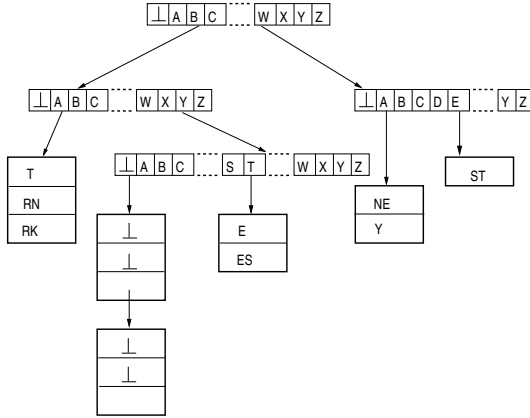 ⊥ A B C W X Y Z
⊥ A B C W X Y Z
⊥ A B C D E Y Z
⊥ A B C S T W X Y Z
T
RN
RK
⊥
⊥
E
ES
NE
Y
ST
⊥
⊥